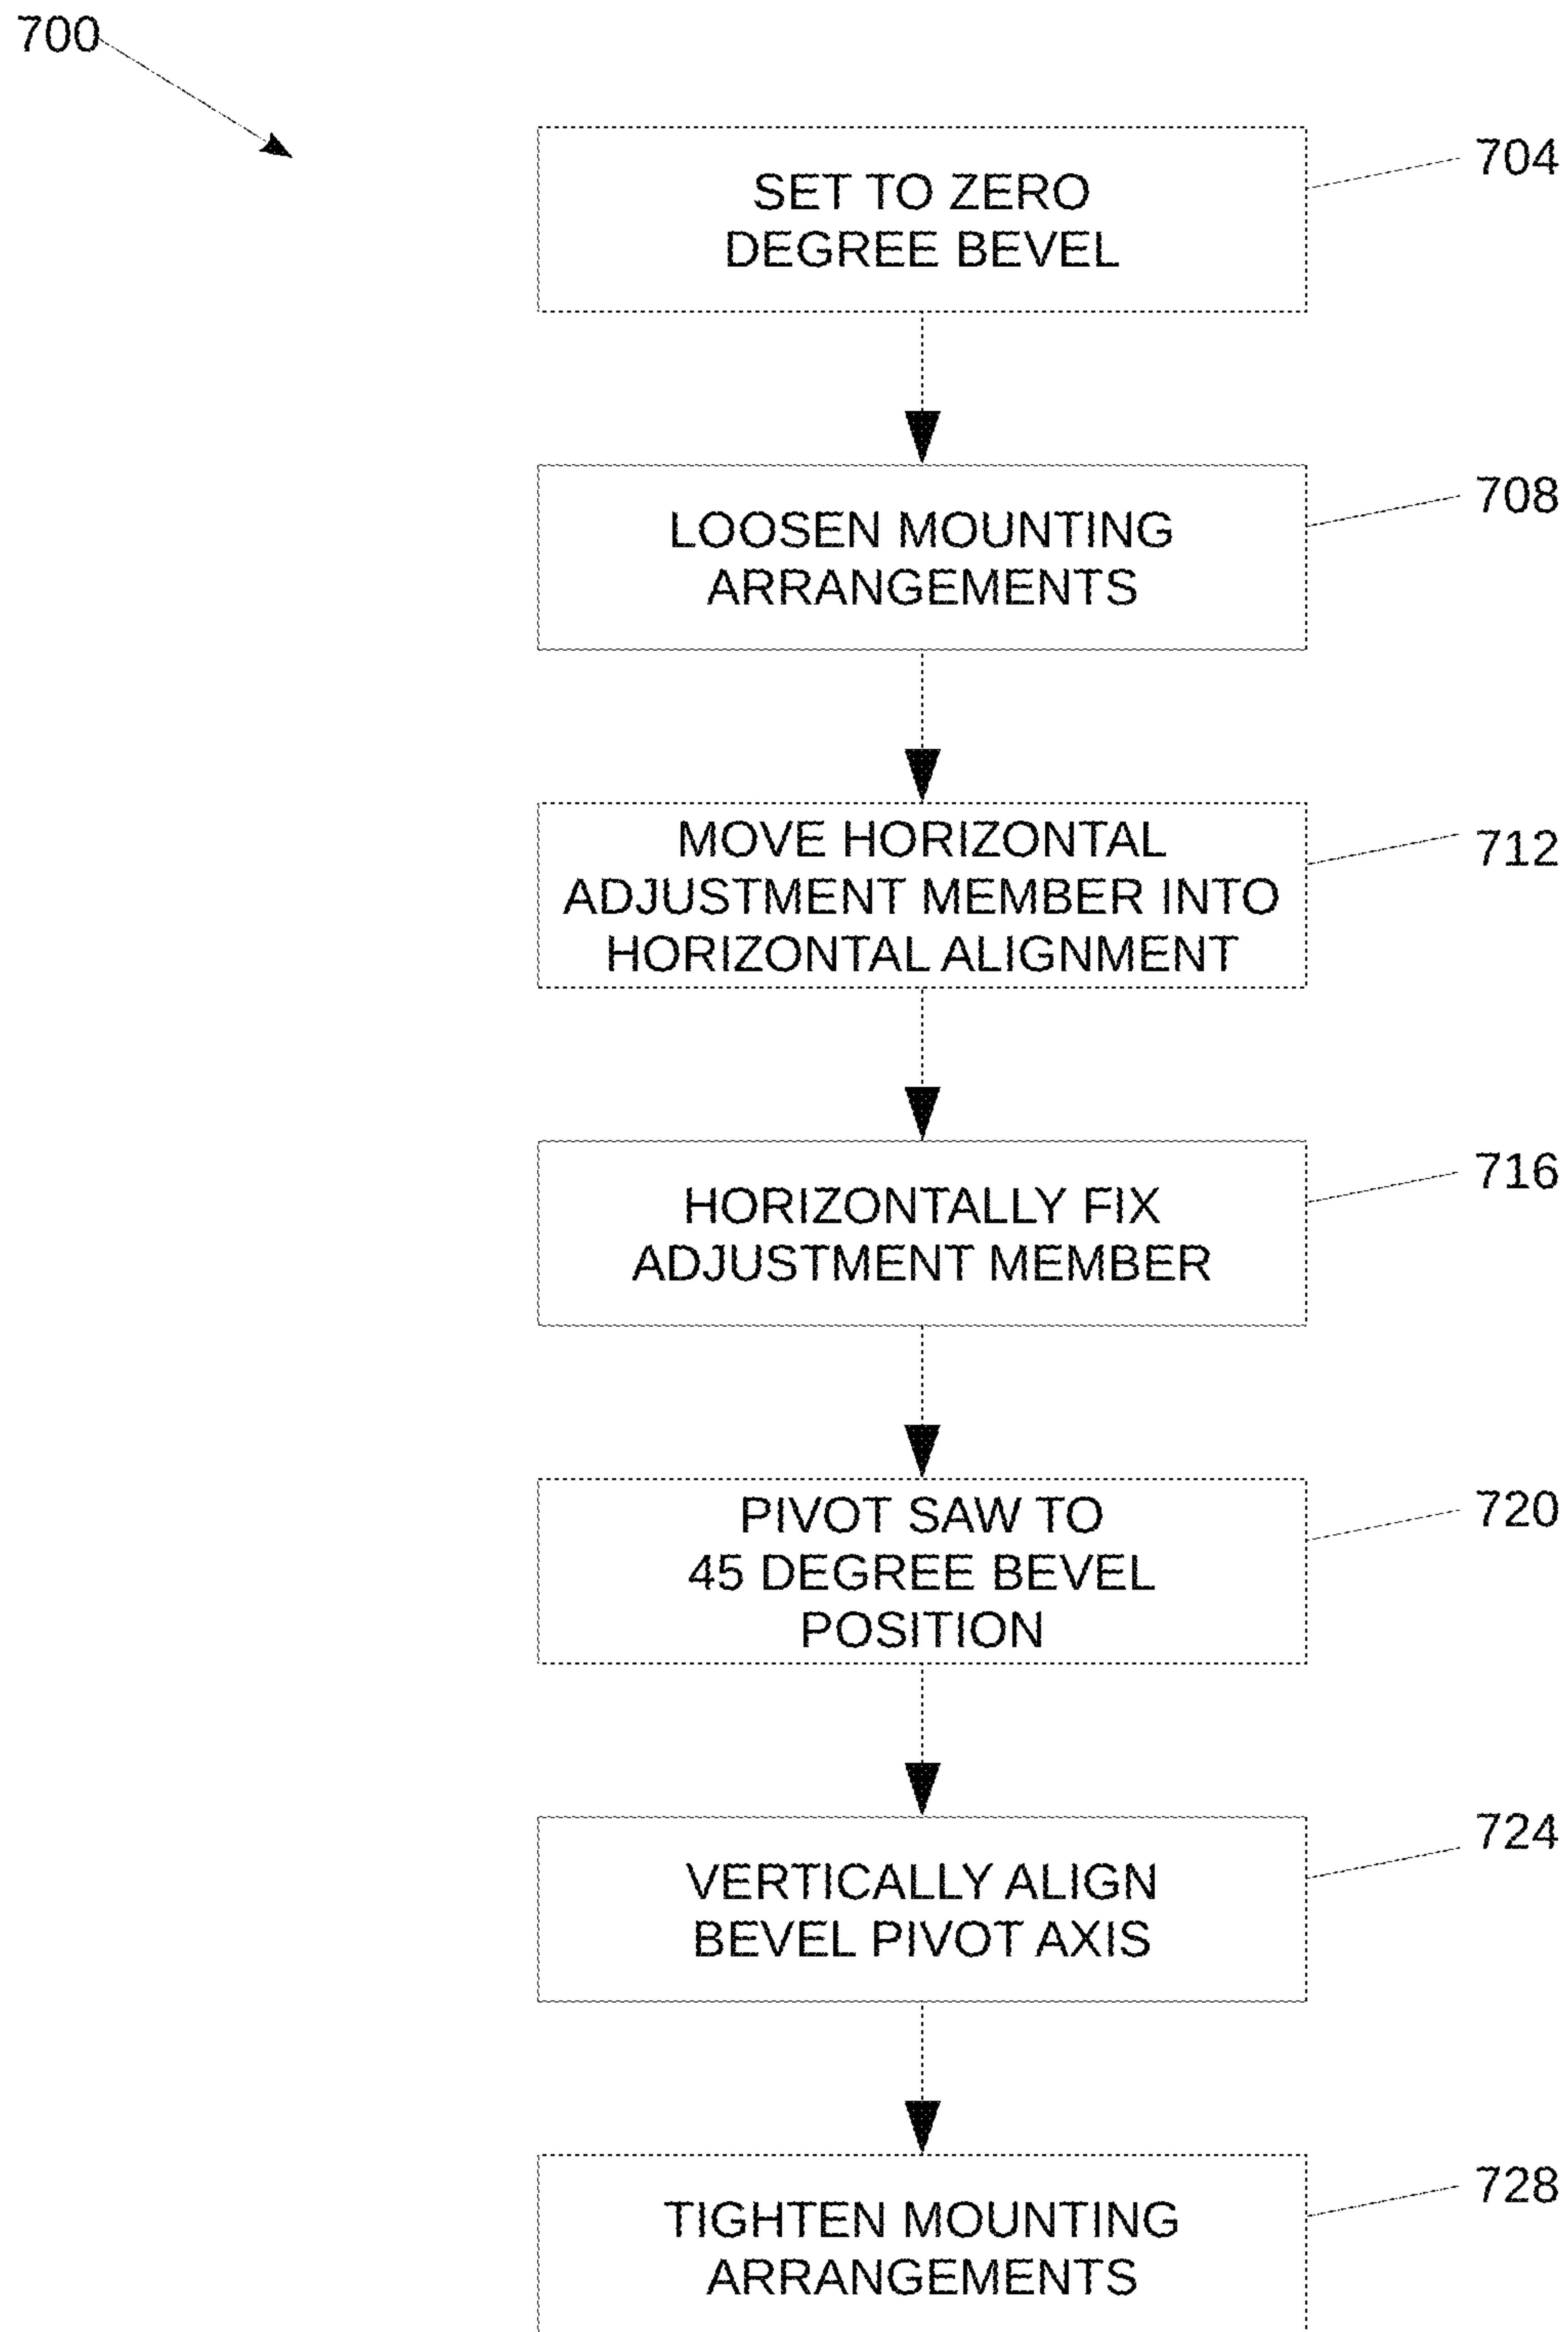 700
SET TO ZERO
DEGREE BEVEL
704
LOOSEN MOUNTING
ARRANGEMENTS
708
MOVE HORIZONTAL
ADJUSTMENT MEMBER INTO
HORIZONTAL ALIGNMENT
712
HORIZONTALLY FIX
ADJUSTMENT MEMBER
716
PIVOT SAW TO
45 DEGREE BEVEL
POSITION
720
VERTICALLY ALIGN
BEVEL PIVOT AXIS
724
TIGHTEN MOUNTING
ARRANGEMENTS
728